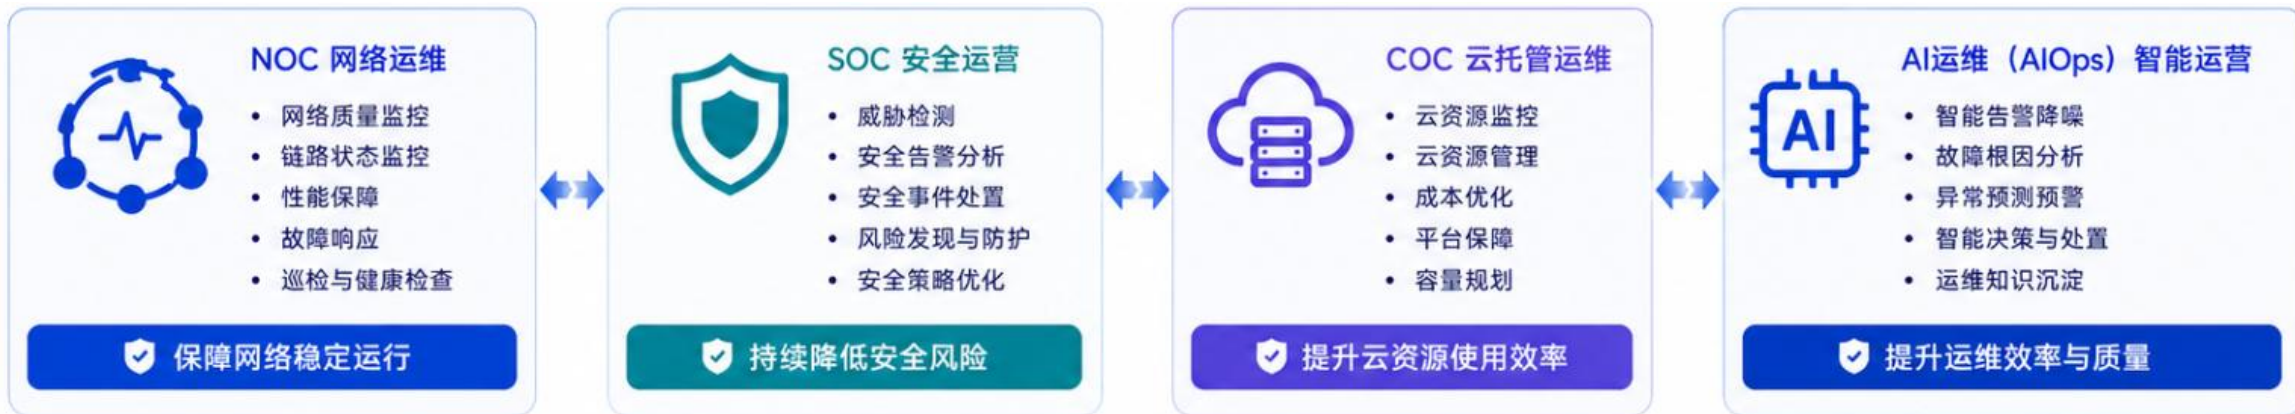 NOC 网络运维
• 网络质量监控
• 链路状态监控
• 性能保障
• 故障响应
• 巡检与健康检查
保障网络稳定运行
SOC 安全运营
• 威胁检测
• 安全告警分析
• 安全事件处置
• 风险发现与防护
• 安全策略优化
持续降低安全风险
COC 云托管运维
• 云资源监控
• 云资源管理
• 成本优化
• 平台保障
• 容量规划
提升云资源使用效率
AI
AI运维（AIOps）智能运营
• 智能告警降噪
• 故障根因分析
• 异常预测预警
• 智能决策与处置
• 运维知识沉淀
提升运维效率与质量